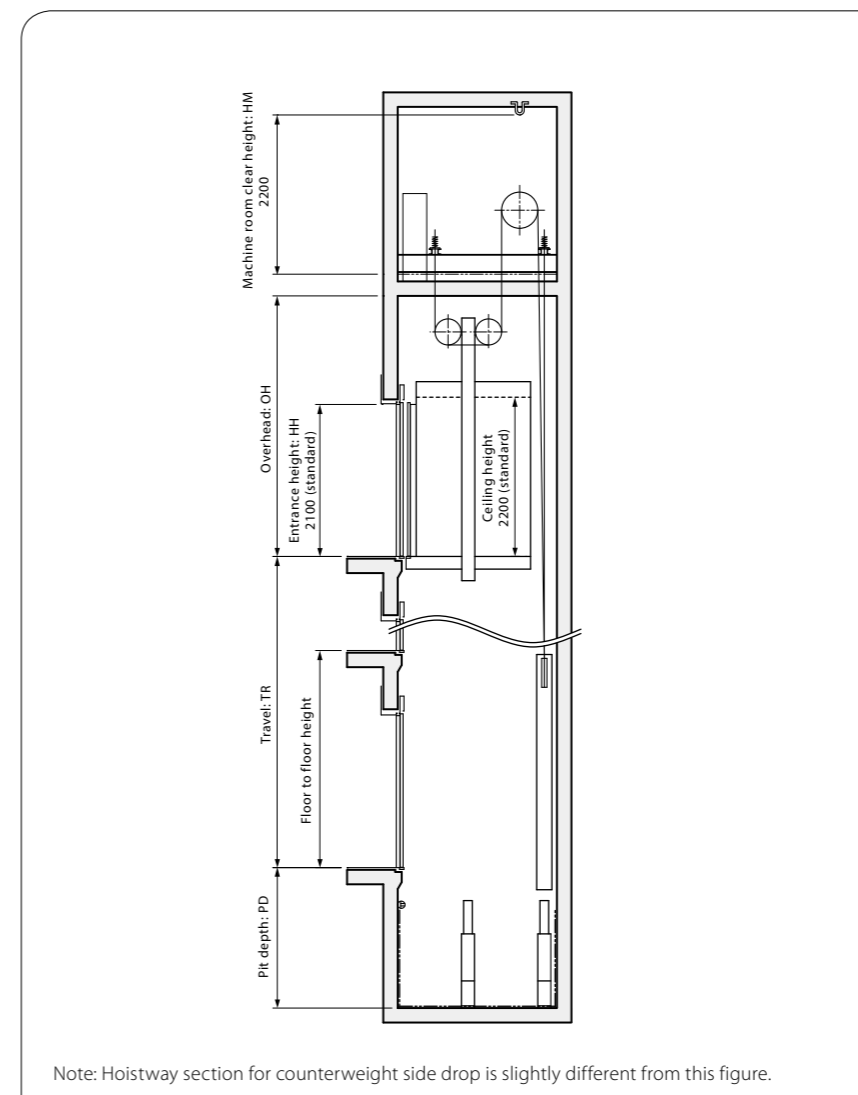 Machine room clear height: HM
2200
Overhead: OH
Entrance height: HH
2100 (standard)
Ceiling height
2200 (standard)
Travel: TR
Floor to floor height
Pit depth: PD
Note: Hoistway section for counterweight side drop is slightly different from this figure.